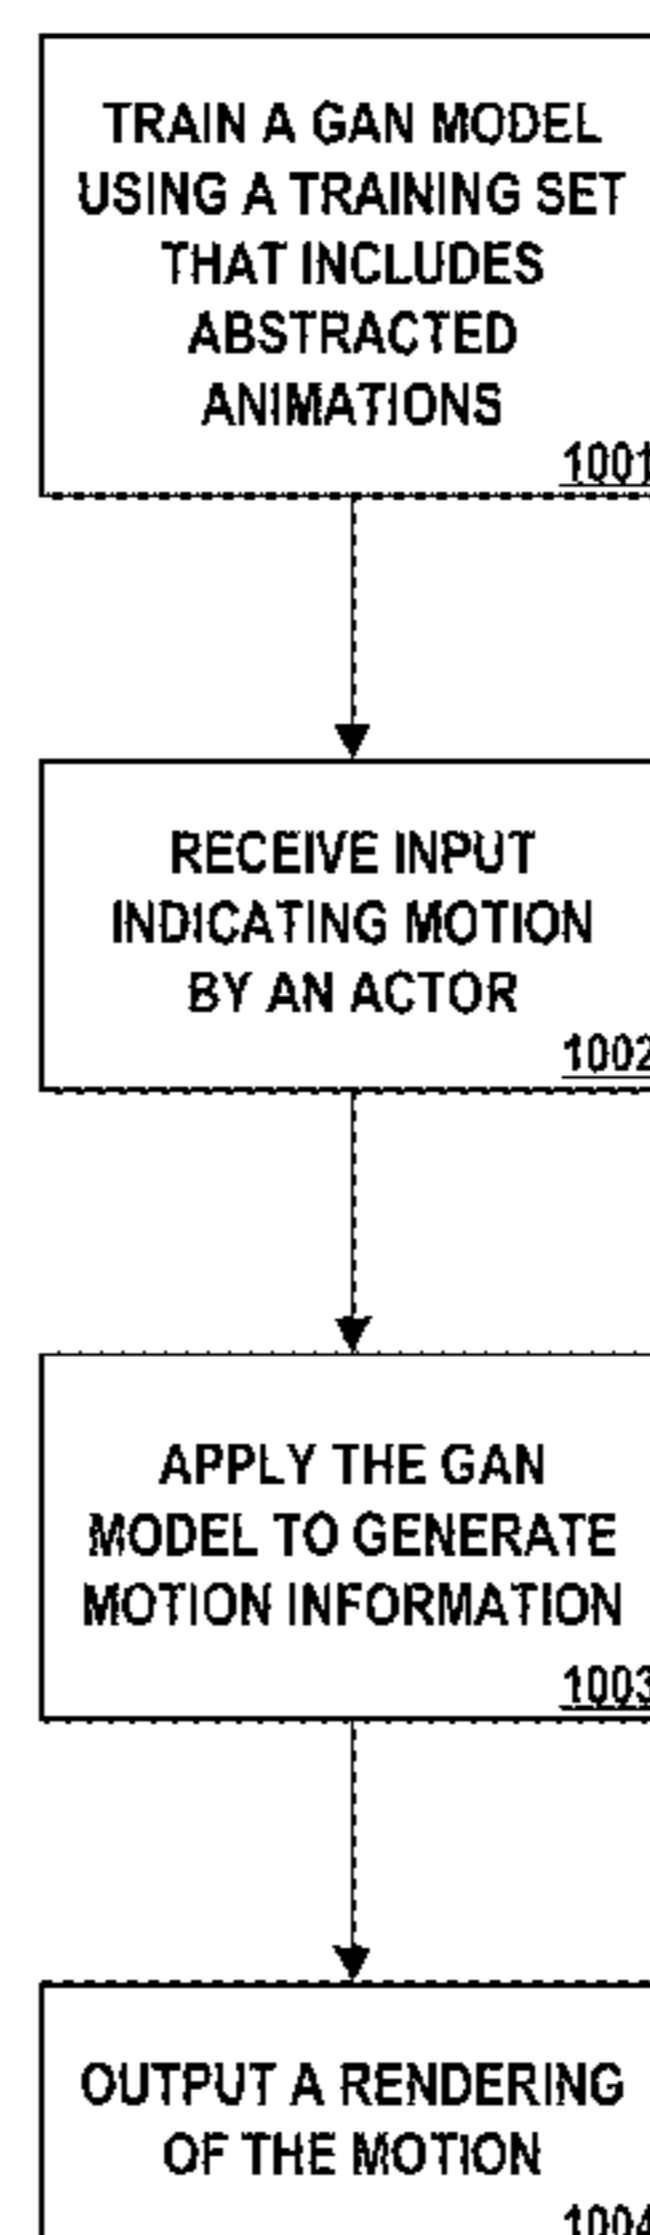 TRAIN A GAN MODEL
USING A TRAINING SET
THAT INCLUDES
ABSTRACTED
ANIMATIONS
1001
RECEIVE INPUT
INDICATING MOTION
BY AN ACTOR
1002
APPLY THE GAN
MODEL TO GENERATE
MOTION INFORMATION
1003
OUTPUT A RENDERING
OF THE MOTION
1004